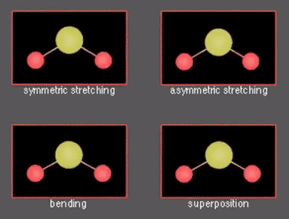 symmetric stretching
asymmetric stretching
bending
superposition